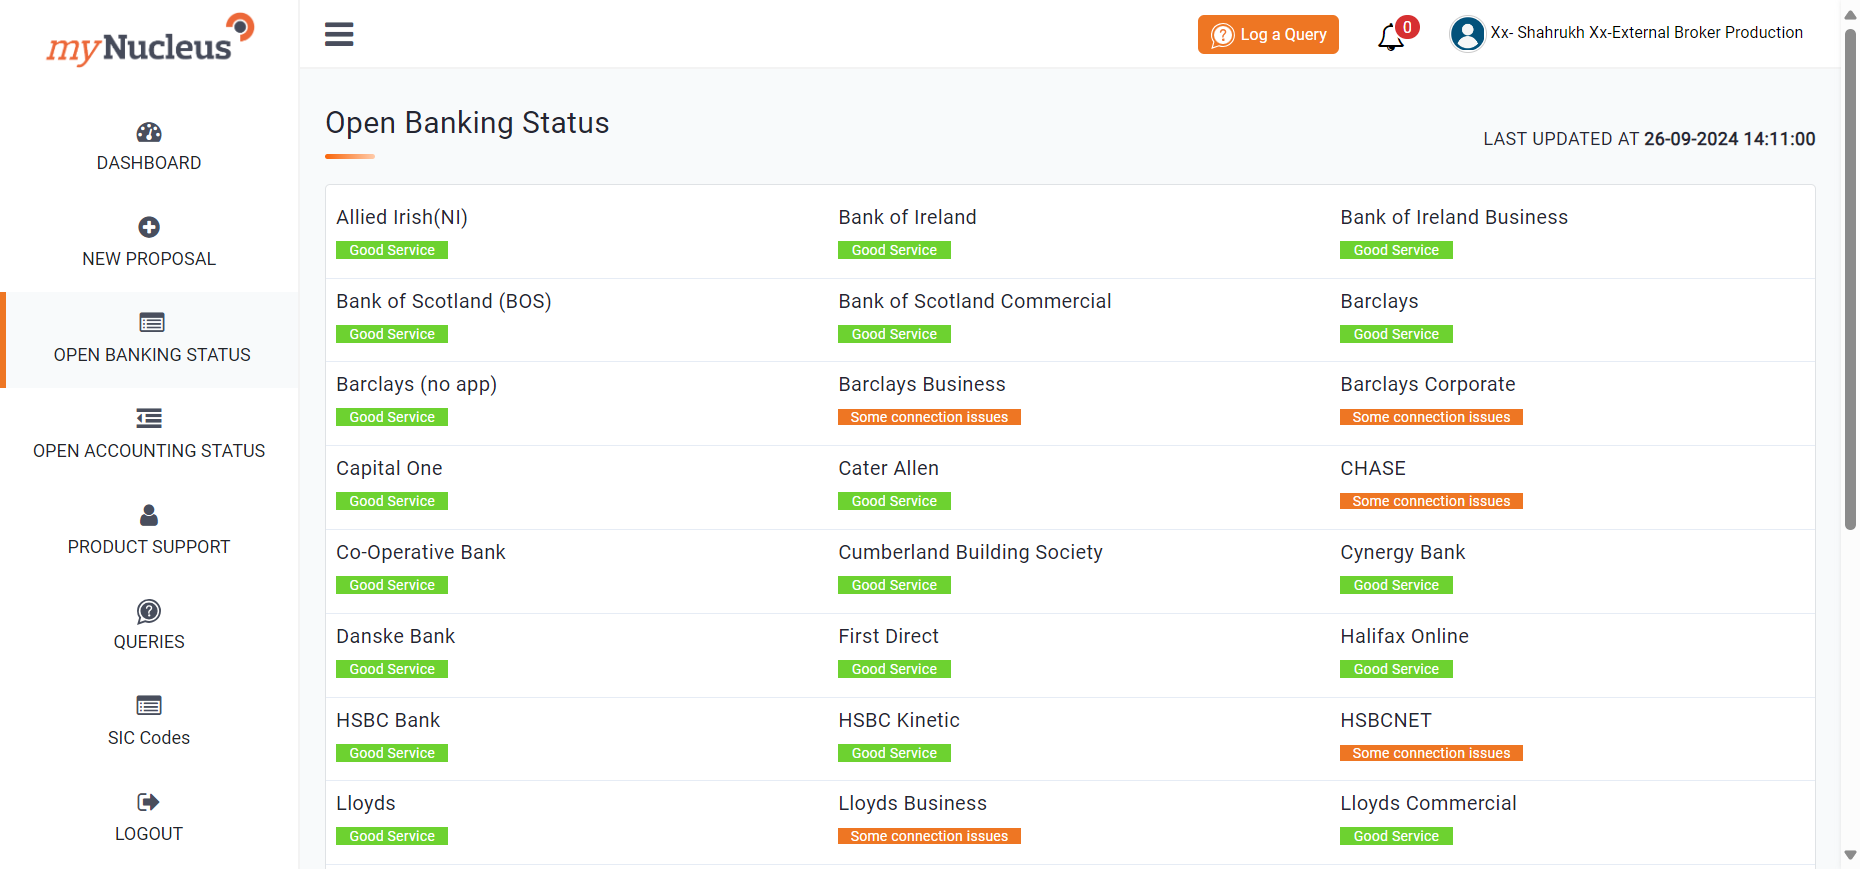 myNucleus
Log a Query
0
Xx- Shahrukh Xx-External Broker Production
DASHBOARD
NEW PROPOSAL
OPEN BANKING STATUS
OPEN ACCOUNTING STATUS
PRODUCT SUPPORT
QUERIES
SIC Codes
LOGOUT
Open Banking Status
LAST UPDATED AT 26-09-2024 14:11:00
Allied Irish(NI)
Good Service
Bank of Ireland
Good Service
Bank of Ireland Business
Good Service
Bank of Scotland (BOS)
Good Service
Bank of Scotland Commercial
Good Service
Barclays
Good Service
Barclays (no app)
Good Service
Barclays Business
Some connection issues
Barclays Corporate
Some connection issues
Capital One
Good Service
Cater Allen
Good Service
CHASE
Some connection issues
Co-Operative Bank
Good Service
Cumberland Building Society
Good Service
Cynergy Bank
Good Service
Danske Bank
Good Service
First Direct
Good Service
Halifax Online
Good Service
HSBC Bank
Good Service
HSBC Kinetic
Good Service
HSBCNET
Some connection issues
Lloyds
Good Service
Lloyds Business
Some connection issues
Lloyds Commercial
Good Service